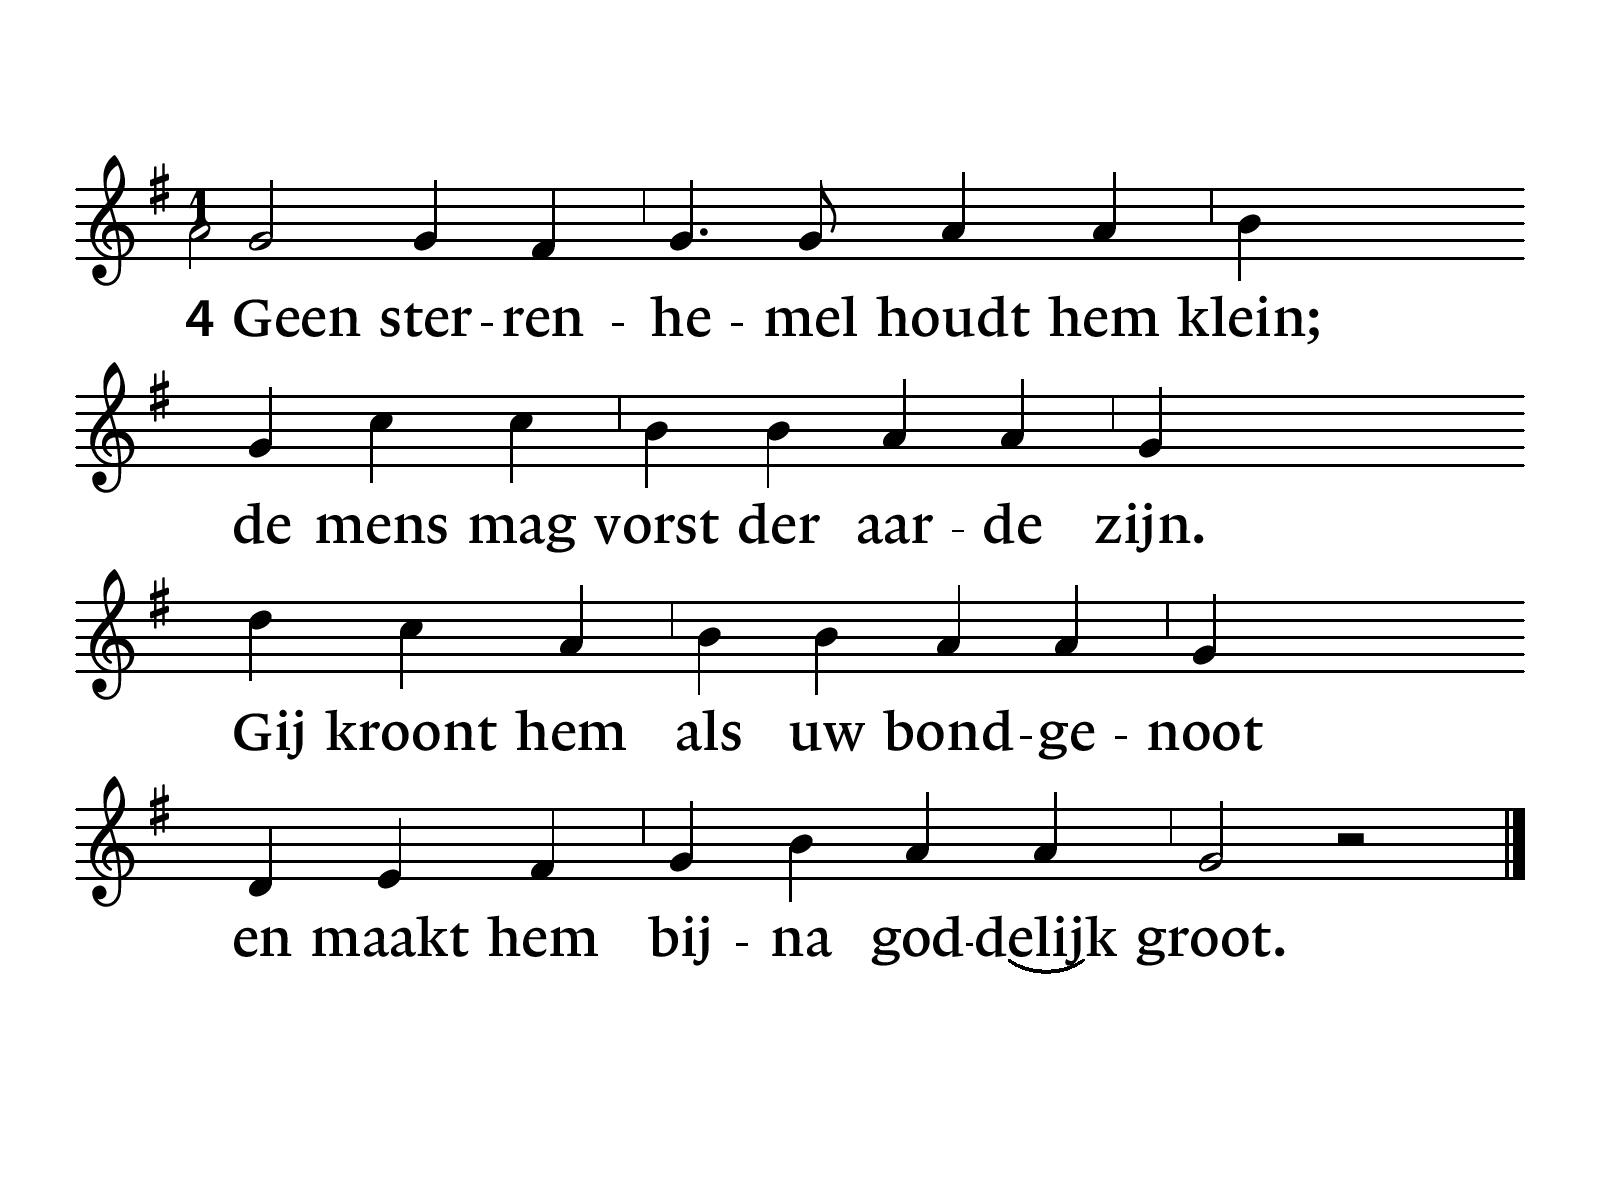 1
4 Geen ster-ren - he - mel houdt hem klein;
de mens mag vorst der aar - de zijn.
Gij kroont hem als uw bond-ge - noot
en maakt hem bij - na god-delijk groot.